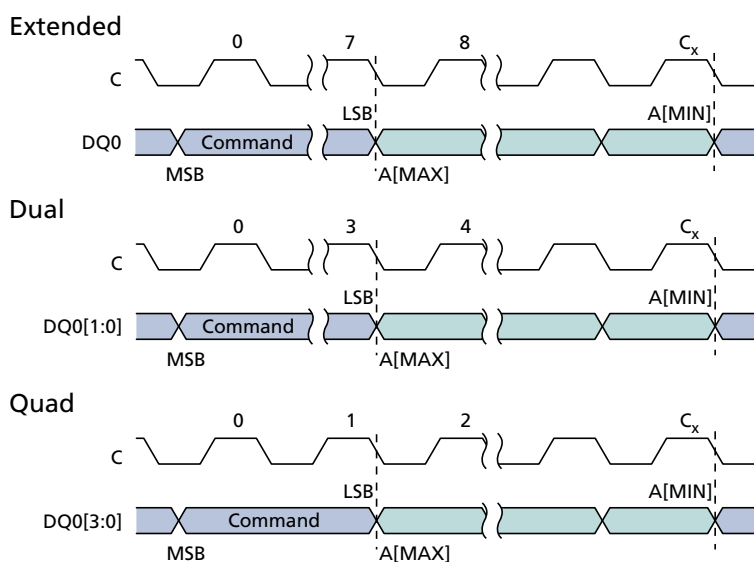 Extended
0 7 8 Cx
C
LSB A[MIN]
DQ0 Command
MSB A[MAX]
Dual
0 3 4 Cx
C
LSB A[MIN]
DQ0[1:0] Command
MSB A[MAX]
Quad
0 1 2 Cx
C
LSB A[MIN]
DQ0[3:0] Command
MSB A[MAX]